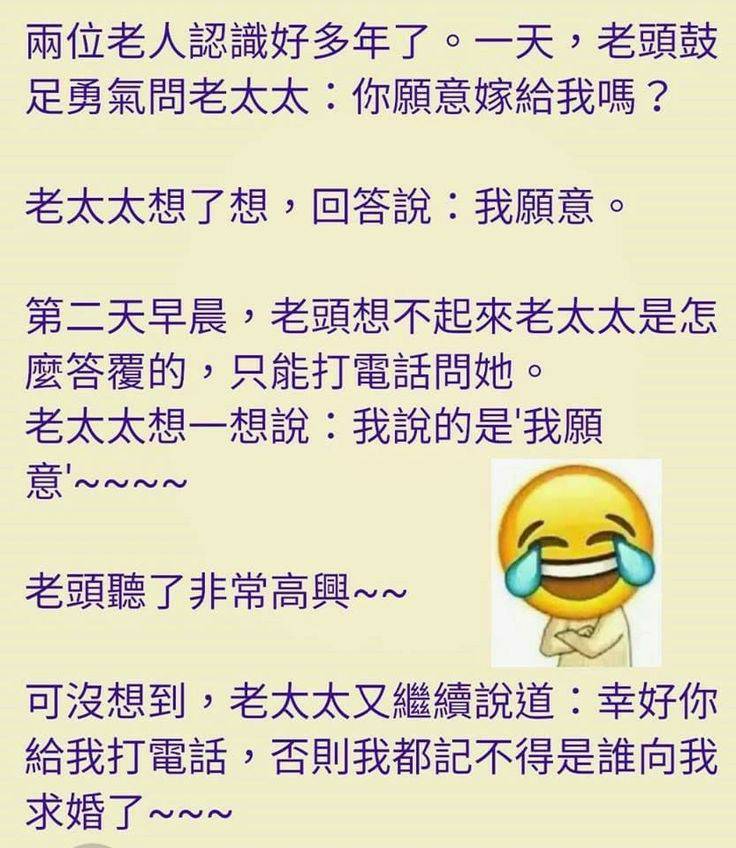 兩位老人認識好多年了。一天，老頭鼓
足勇氣問老太太：你願意嫁給我嗎？
老太太想了想，回答說：我願意。
第二天早晨，老頭想不起來老太太是怎
麼答覆的，只能打電話問她。
老太太想一想說：我說的是'我願
意'~~~~
老頭聽了非常高興~~
可沒想到，老太太又繼續說道：幸好你
給我打電話，否則我都記不得是誰向我
求婚了~~~